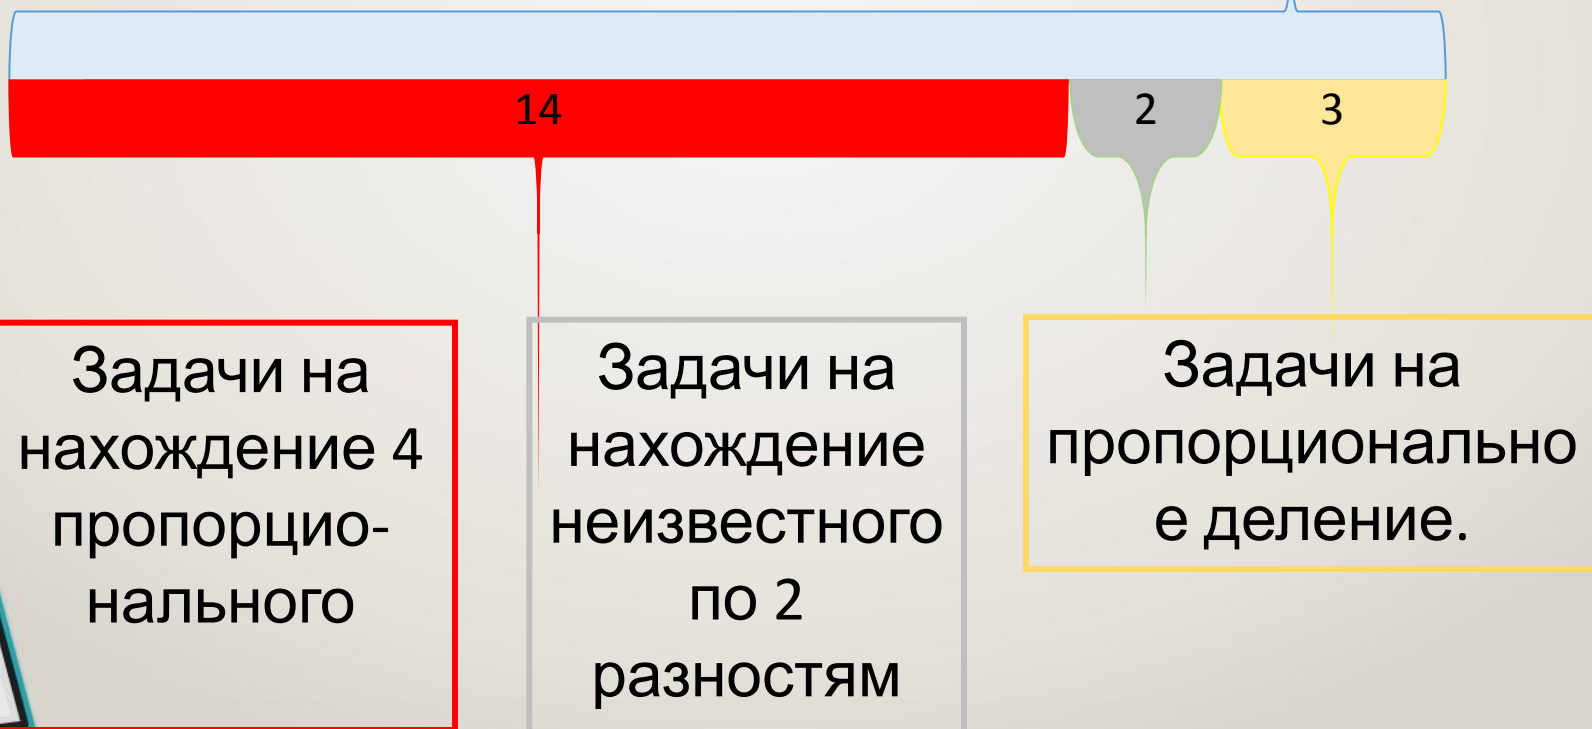 14
2
3
Задачи на
нахождение 4
пропорцио-
нального
Задачи на
нахождение
неизвестного
по 2
разностям
Задачи на
пропорционально
е деление.